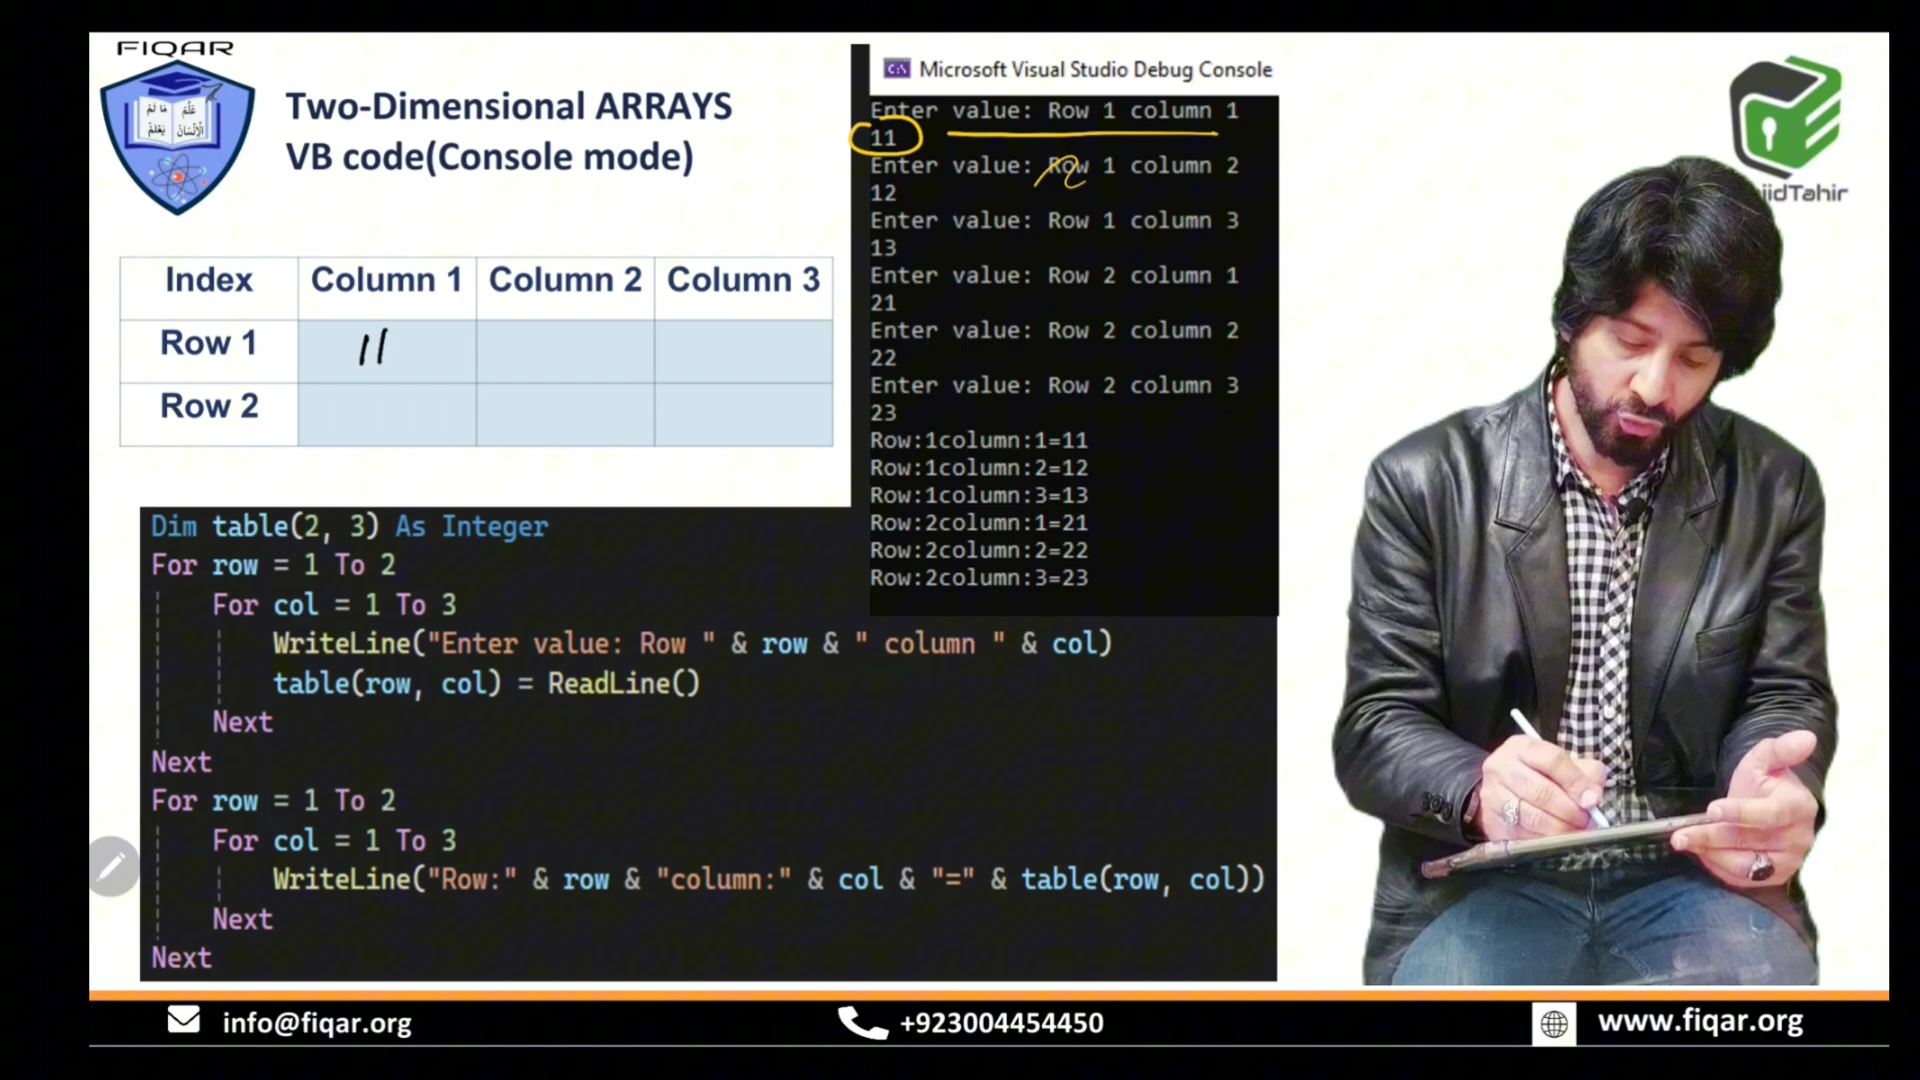 FIQAR
عَلَّمَ
الْإِنْسَانَ
مَا لَمْ
يَعْلَمْ
Two-Dimensional ARRAYS
VB code(Console mode)
Index Column 1 Column 2 Column 3
Row 1 11
Row 2
Microsoft Visual Studio Debug Console
Enter value: Row 1 column 1
11
Enter value: Row 1 column 2
12
Enter value: Row 1 column 3
13
Enter value: Row 2 column 1
21
Enter value: Row 2 column 2
22
Enter value: Row 2 column 3
23
Row:1column:1=11
Row:1column:2=12
Row:1column:3=13
Row:2column:1=21
Row:2column:2=22
Row:2column:3=23
Dim table(2, 3) As Integer
For row = 1 To 2
For col = 1 To 3
WriteLine("Enter value: Row " & row & " column " & col)
table(row, col) = ReadLine()
Next
Next
For row = 1 To 2
For col = 1 To 3
WriteLine("Row:" & row & "column:" & col & "=" & table(row, col))
Next
Next
info@fiqar.org
+923004454450
www.fiqar.org